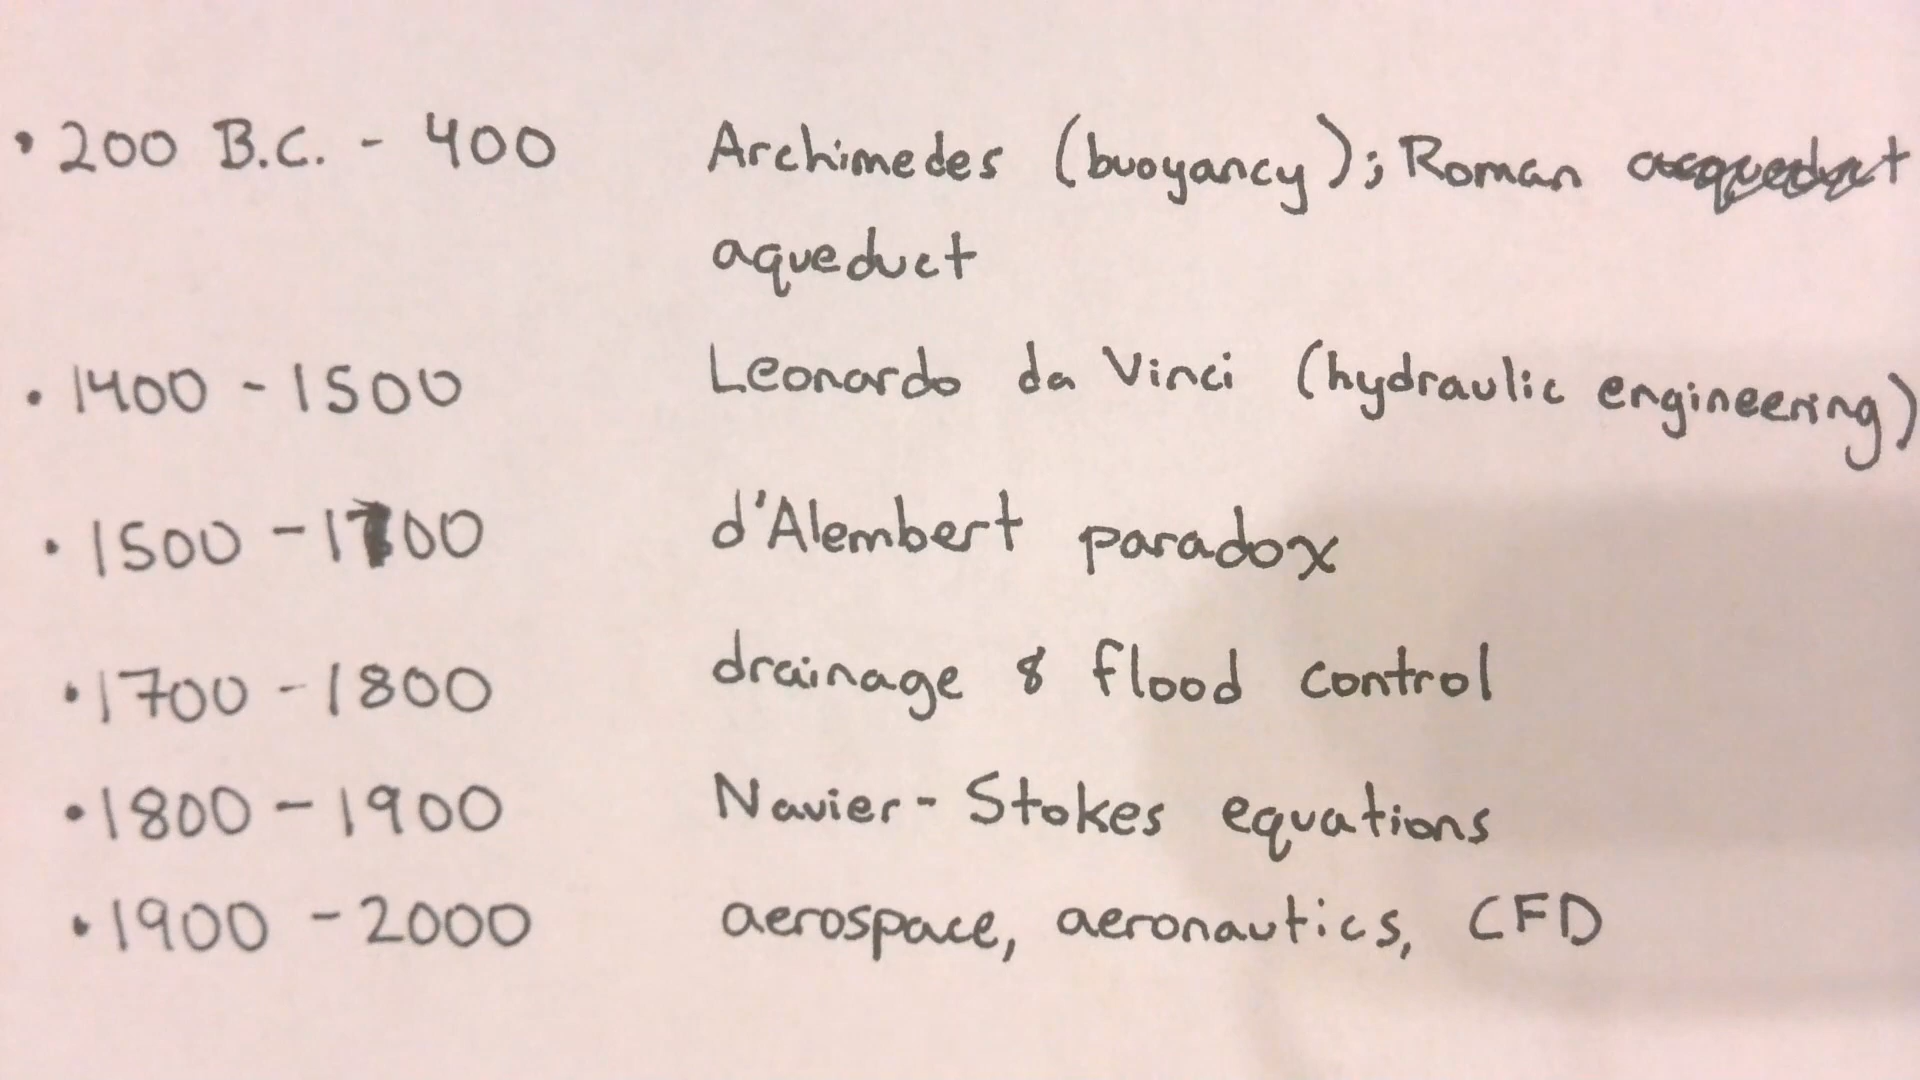 • 200 B.C. - 400 Archimedes (buoyancy); Roman
aqueduct
• 1400 - 1500 Leonardo da Vinci (hydraulic engineering)
• 1500 - 1700 d'Alembert paradox
• 1700 - 1800 drainage & flood control
• 1800 - 1900 Navier - Stokes equations
• 1900 - 2000 aerospace, aeronautics, CFD